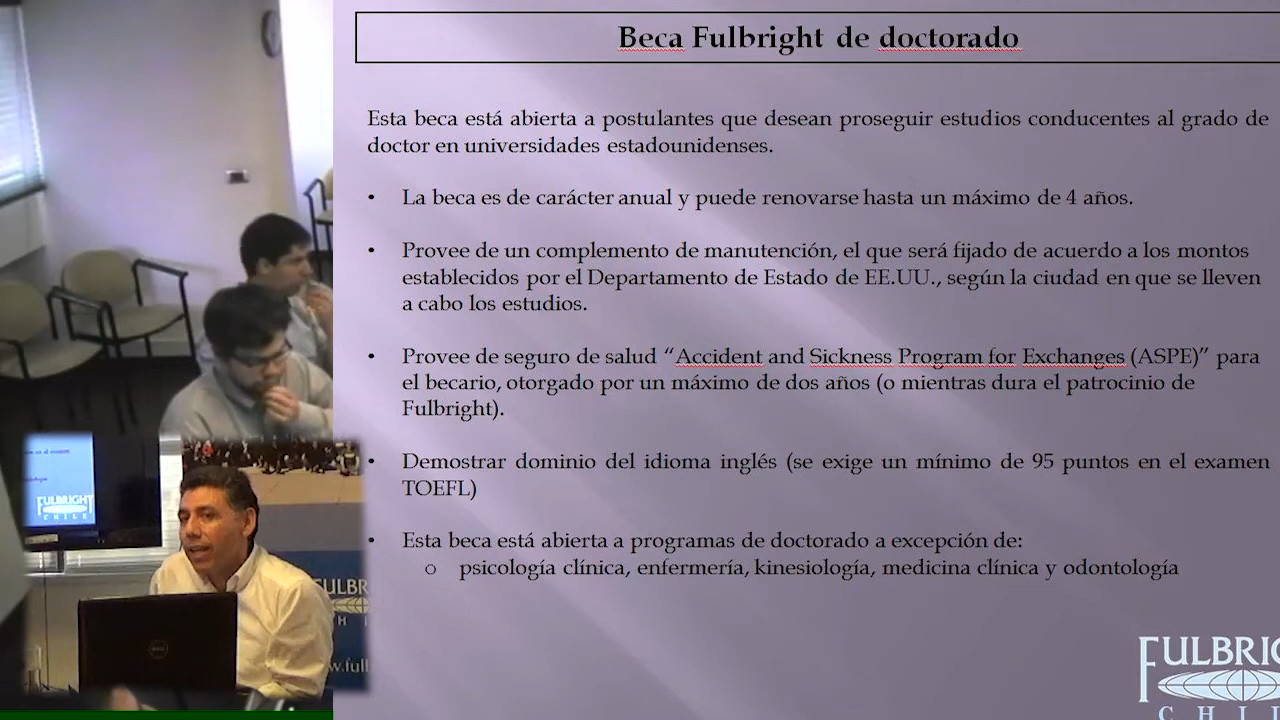 Beca Fulbright de doctorado
Esta beca está abierta a postulantes que desean proseguir estudios conducentes al grado de
doctor en universidades estadounidenses.
• La beca es de carácter anual y puede renovarse hasta un máximo de 4 años.
• Provee de un complemento de manutención, el que será fijado de acuerdo a los montos
establecidos por el Departamento de Estado de EE.UU., según la ciudad en que se lleven
a cabo los estudios.
• Provee de seguro de salud “Accident and Sickness Program for Exchanges (ASPE)” para
el becario, otorgado por un máximo de dos años (o mientras dura el patrocinio de
Fulbright).
• Demostrar dominio del idioma inglés (se exige un mínimo de 95 puntos en el examen
TOEFL)
• Esta beca está abierta a programas de doctorado a excepción de:
o psicología clínica, enfermería, kinesiología, medicina clínica y odontología
FULBRIG
CHI
FULBRIGHT
CHILE
ULBR
H I
w.full
DELL